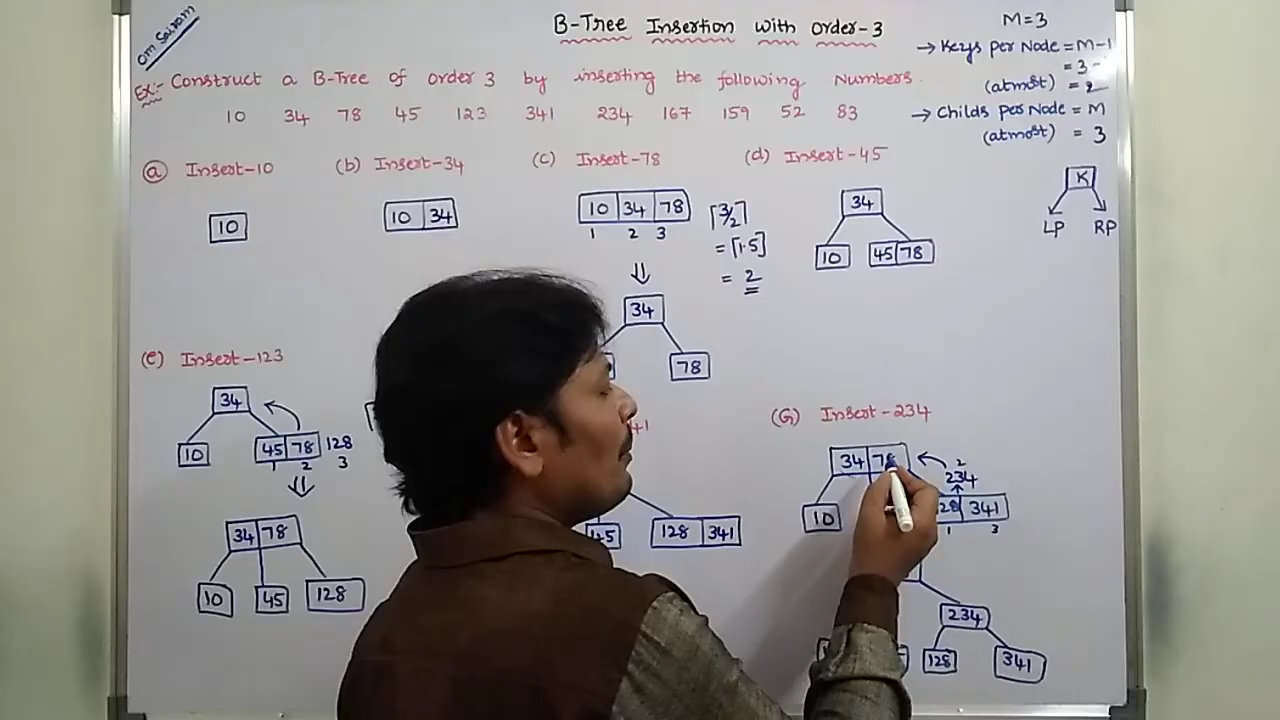 Om Sairam
B-Tree Insertion with order-3
M=3
→ Keys per Node = M-1
= 3-
(atmost) = 2
→ Childs per Node = M
(atmost) = 3
Ex:- Construct a B-Tree of order 3 by inserting the following Numbers.
10 34 78 45 123 341 234 167 159 52 83
(a) Insert-10
(b) Insert-34
(c) Insert-78
(d) Insert-45
10
10 34
10 34 78
1 2 3
⌈3/2⌉
= ⌈1.5⌉
= 2
34
78
34
10 45 78
K
LP RP
(e) Insert-123
34
10 45 78 128
1 2 3
⇓
34 78
10 45 128
41
45 128 341
(G) Insert-234
34 78
2
234
10 28 341
1 3
234
128 341